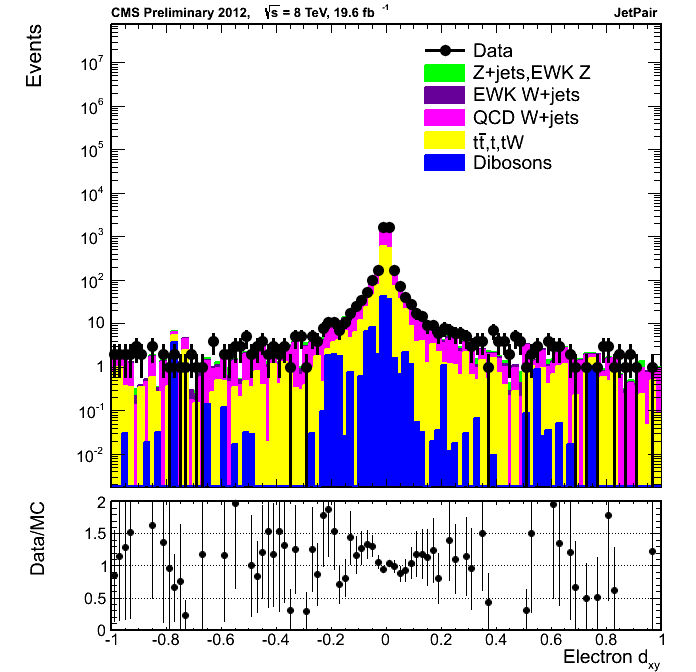 CMS Preliminary 2012, √s = 8 TeV, 19.6 fb⁻¹ JetPair
Events
Data
Z+jets,EWK Z
EWK W+jets
QCD W+jets
tt̄,t,tW
Dibosons
10⁷
10⁶
10⁵
10⁴
10³
10²
10
1
10⁻¹
10⁻²
Data/MC
2
1.5
1
0.5
0
-1 -0.8 -0.6 -0.4 -0.2 0 0.2 0.4 0.6 0.8 1
Electron d_xy